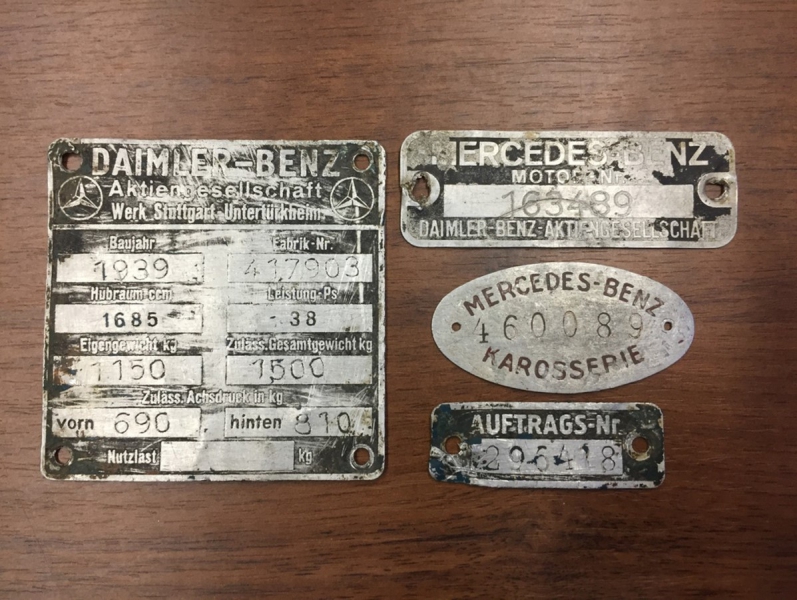 DAIMLER-BENZ
Aktiengesellschaft
Werk Stuttgart-Untertürkheim.
Baujahr Fabrik-Nr.
1939 417903
Hubraum ccm Leistung-Ps
1685 38
Eigengewicht kg Zuläss.Gesamtgewicht kg
1150 1500
Zuläss. Achsdruck in kg
vorn 690 hinten 810
Nutzlast kg
MERCEDES-BENZ
MOTOR-Nr.
163489
DAIMLER-BENZ-AKTIENGESELLSCHAFT
MERCEDES-BENZ
460089
KAROSSERIE
AUFTRAGS-Nr.
296418